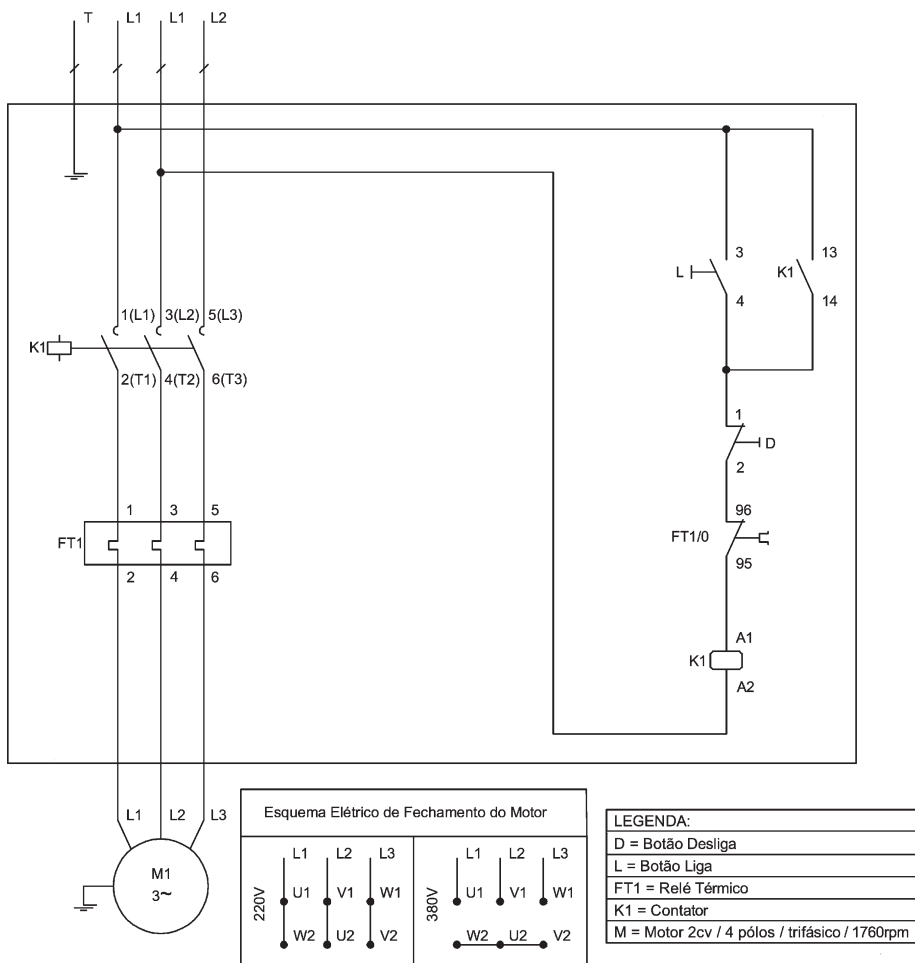 T L1 L1 L2
3 13
L K1
4 14
1(L1) 3(L2) 5(L3)
K1
2(T1) 4(T2) 6(T3)
1
D
2
1 3 5
96
FT1
FT1/0
95
2 4 6
A1
K1
A2
L1 L2 L3
M1
3~
Esquema Elétrico de Fechamento do Motor
220V
L1 L2 L3
U1 V1 W1
W2 U2 V2
380V
L1 L2 L3
U1 V1 W1
W2 U2 V2
LEGENDA:
D = Botão Desliga
L = Botão Liga
FT1 = Relé Térmico
K1 = Contator
M = Motor 2cv / 4 pólos / trifásico / 1760rpm